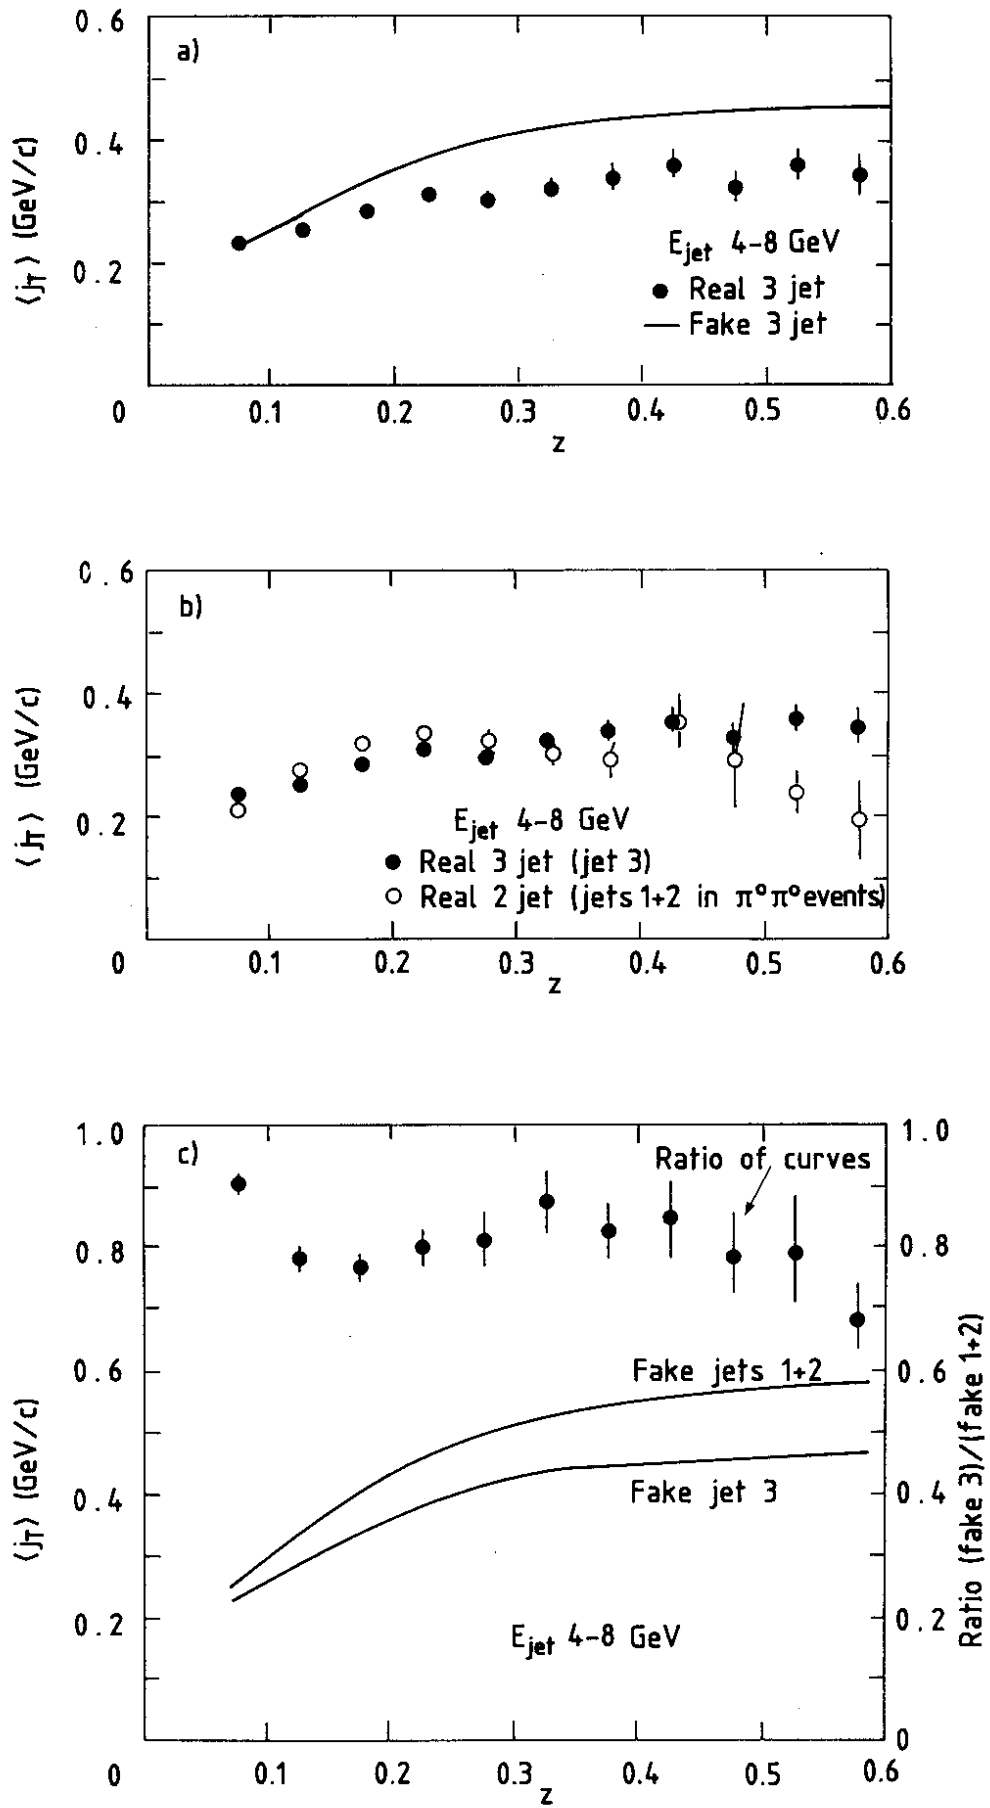 0.6
a)
0.4
0.2
0
⟨jT⟩ (GeV/c)
Ejet 4-8 GeV
● Real 3 jet
— Fake 3 jet
0.1 0.2 0.3 0.4 0.5 0.6
z
0.6
b)
0.4
0.2
0
⟨jT⟩ (GeV/c)
Ejet 4-8 GeV
● Real 3 jet (jet 3)
○ Real 2 jet (jets 1+2 in π°π° events)
0.1 0.2 0.3 0.4 0.5 0.6
z
1.0
c)
Ratio of curves
1.0
0.8
0.8
0.6
Fake jets 1+2
0.6
0.4
Fake jet 3
0.4
0.2
Ejet 4-8 GeV
0.2
0
0
⟨jT⟩ (GeV/c)
Ratio (fake 3)/(fake 1+2)
0.1 0.2 0.3 0.4 0.5 0.6
z